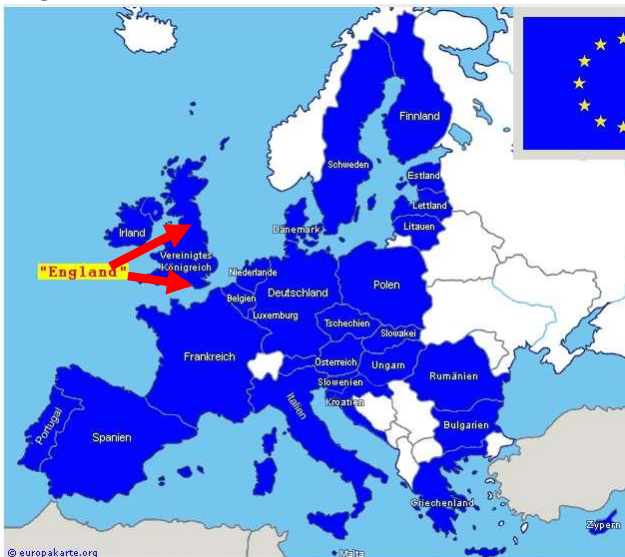 Finnland
Schweden
Estland
Lettland
Litauen
Dänemark
Irland
Vereinigtes
Königreich
"England"
Niederlande
Belgien
Deutschland
Polen
Luxemburg
Tschechien
Slowakei
Frankreich
Österreich
Ungarn
Rumänien
Slowenien
Kroatien
Italien
Bulgarien
Portugal
Spanien
Griechenland
Zypern
Malta
© europakarte.org